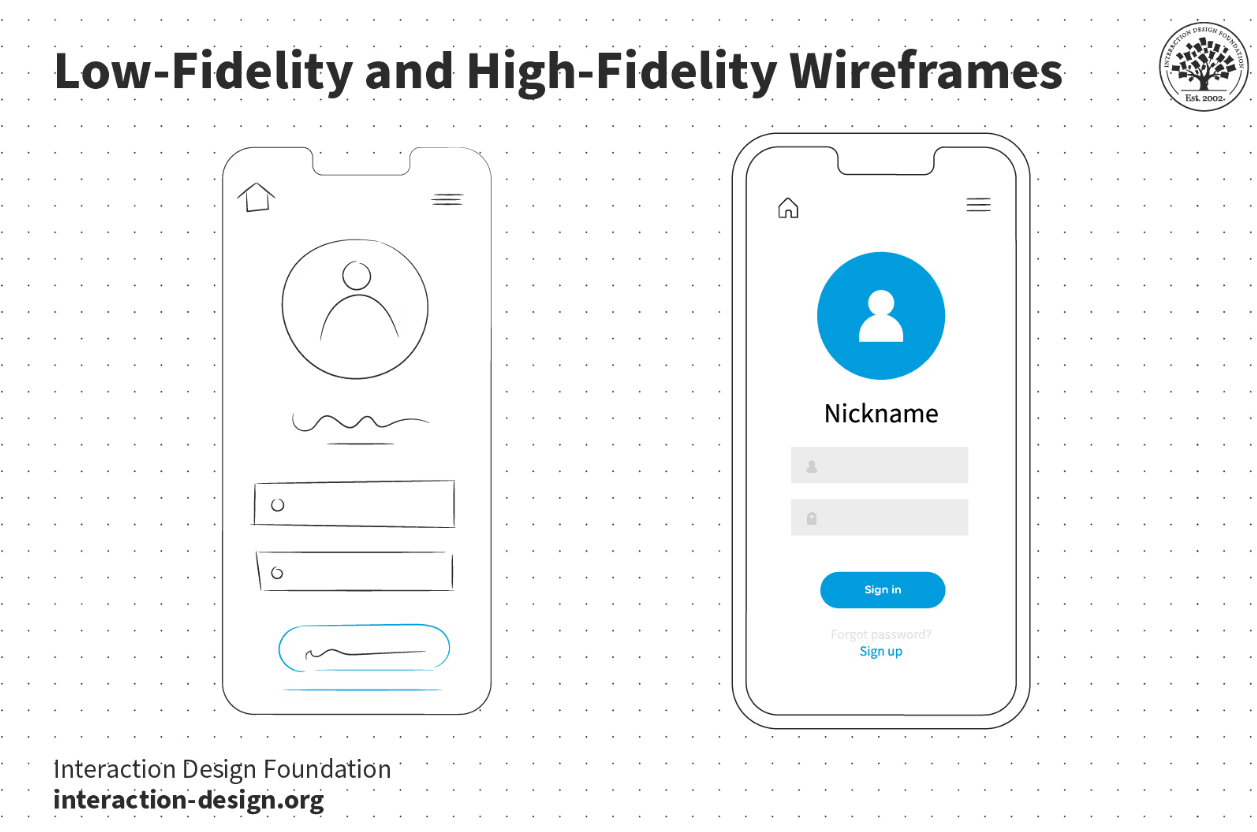 Low-Fidelity and High-Fidelity Wireframes
INTERACTION DESIGN FOUNDATION
Est. 2002
Nickname
Sign in
Forgot password?
Sign up
Interaction Design Foundation
interaction-design.org